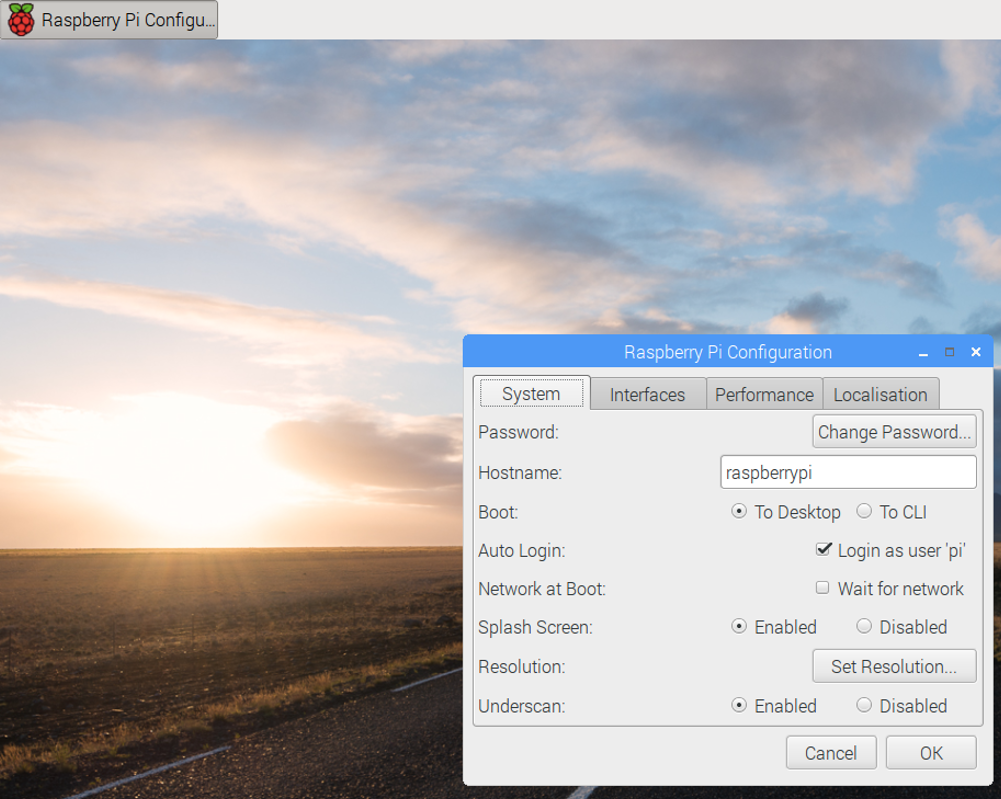 Raspberry Pi Configu...
Raspberry Pi Configuration
System Interfaces Performance Localisation
Password: Change Password...
Hostname: raspberrypi
Boot: To Desktop To CLI
Auto Login: Login as user 'pi'
Network at Boot: Wait for network
Splash Screen: Enabled Disabled
Resolution: Set Resolution...
Underscan: Enabled Disabled
Cancel OK